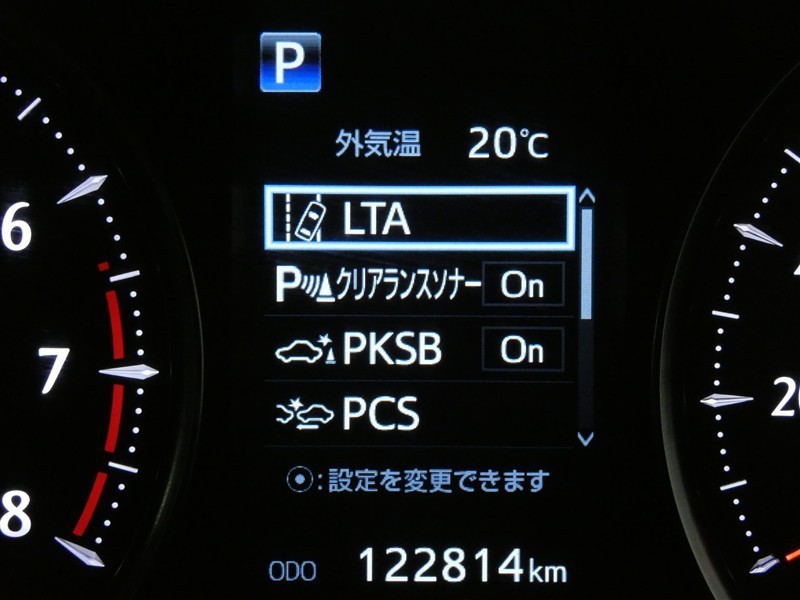 P
外気温 20℃
LTA
P クリアランスソナー On
PKSB On
PCS
:設定を変更できます
ODO 122814km
6
7
8